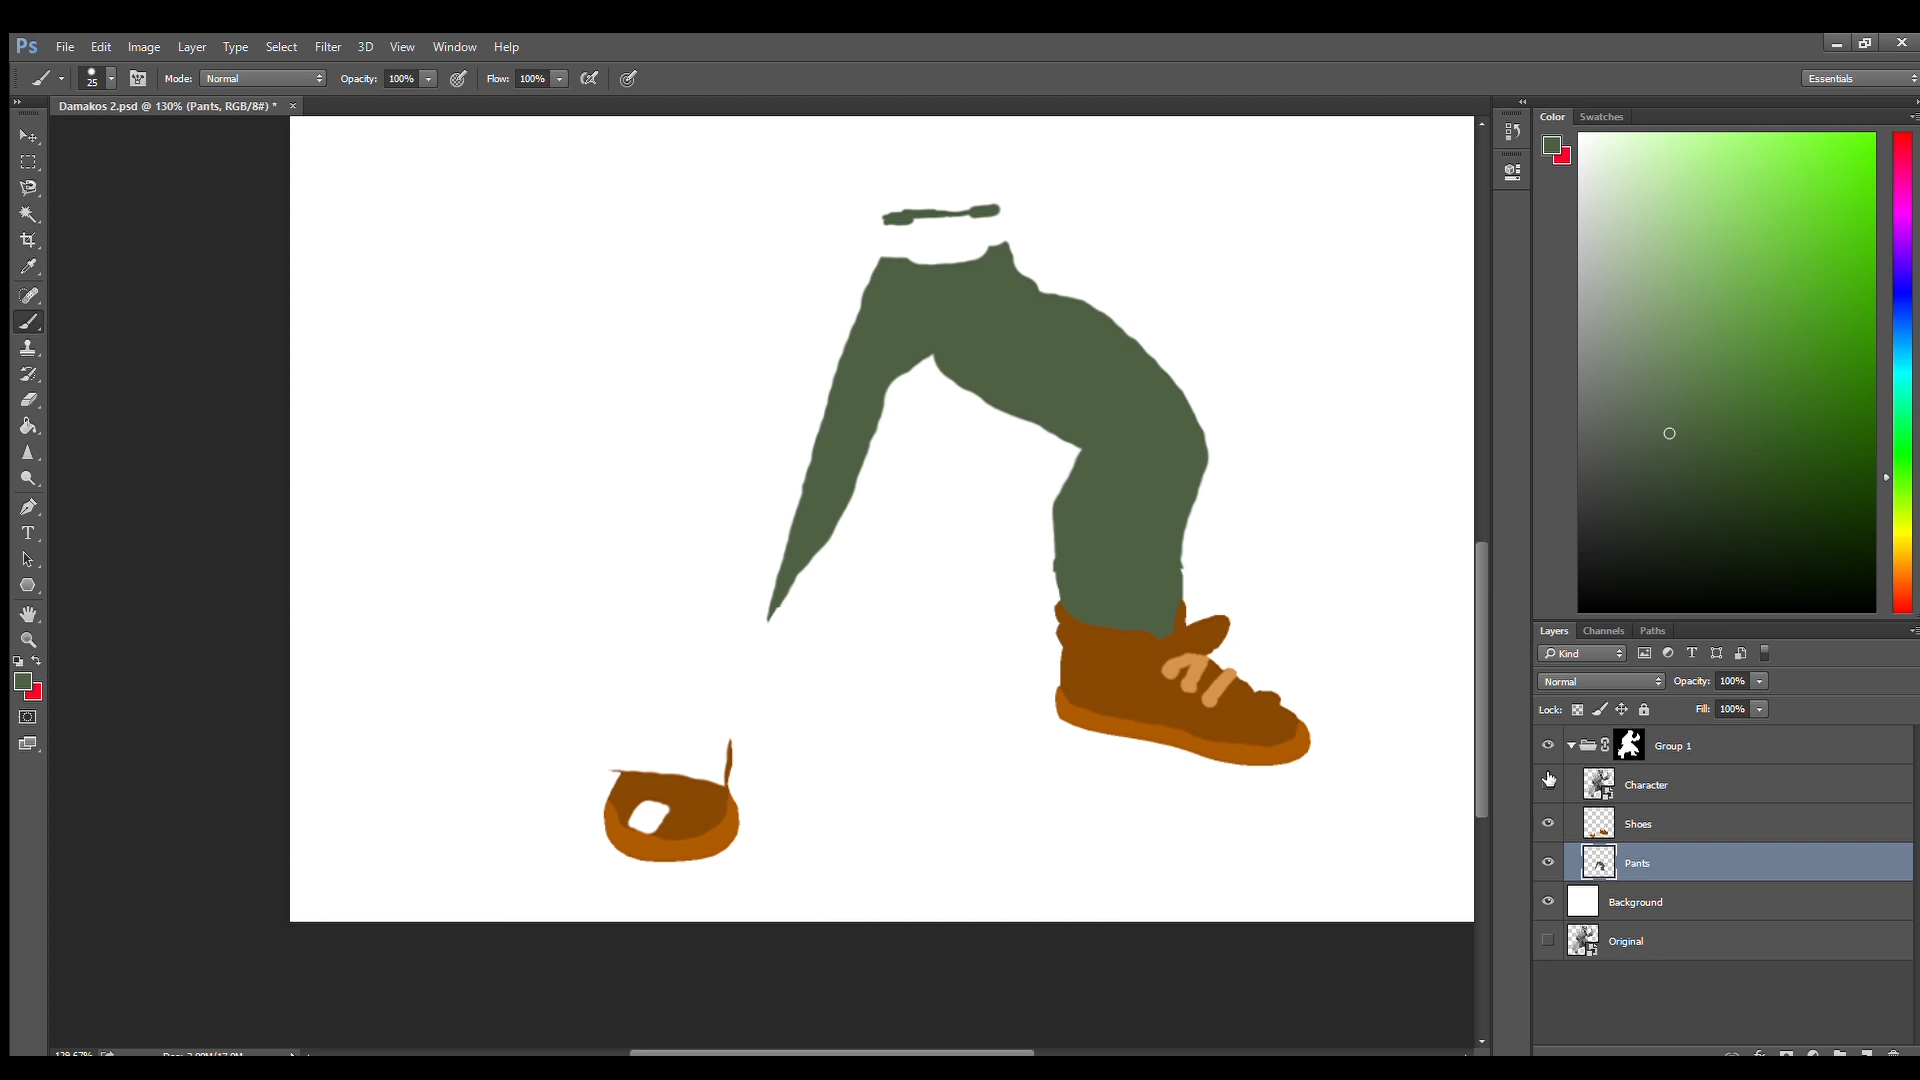 Ps File Edit Image Layer Type Select Filter 3D View Window Help
25 Mode: Normal Opacity: 100% Flow: 100% Essentials
Damakos 2.psd @ 130% (Pants, RGB/8#) * ×
Color Swatches
Layers Channels Paths
Kind
Normal Opacity: 100%
Lock: Fill: 100%
Group 1
Character
Shoes
Pants
Background
Original